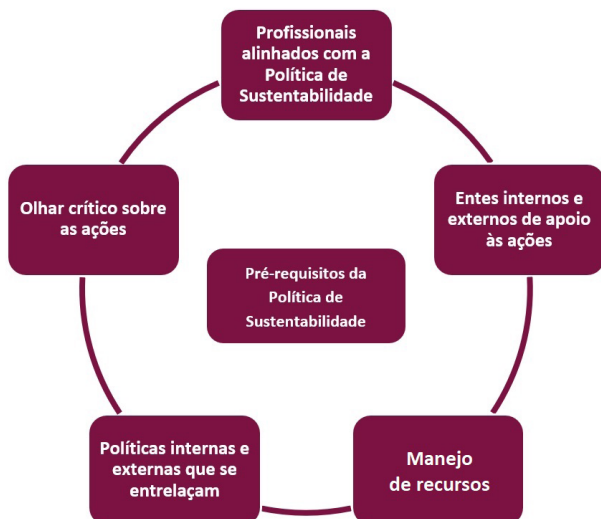 Profissionais
alinhados com a
Política de
Sustentabilidade
Olhar crítico sobre
as ações
Entes internos e
externos de apoio
às ações
Pré-requisitos da
Política de
Sustentabilidade
Políticas internas e
externas que se
entrelaçam
Manejo
de recursos